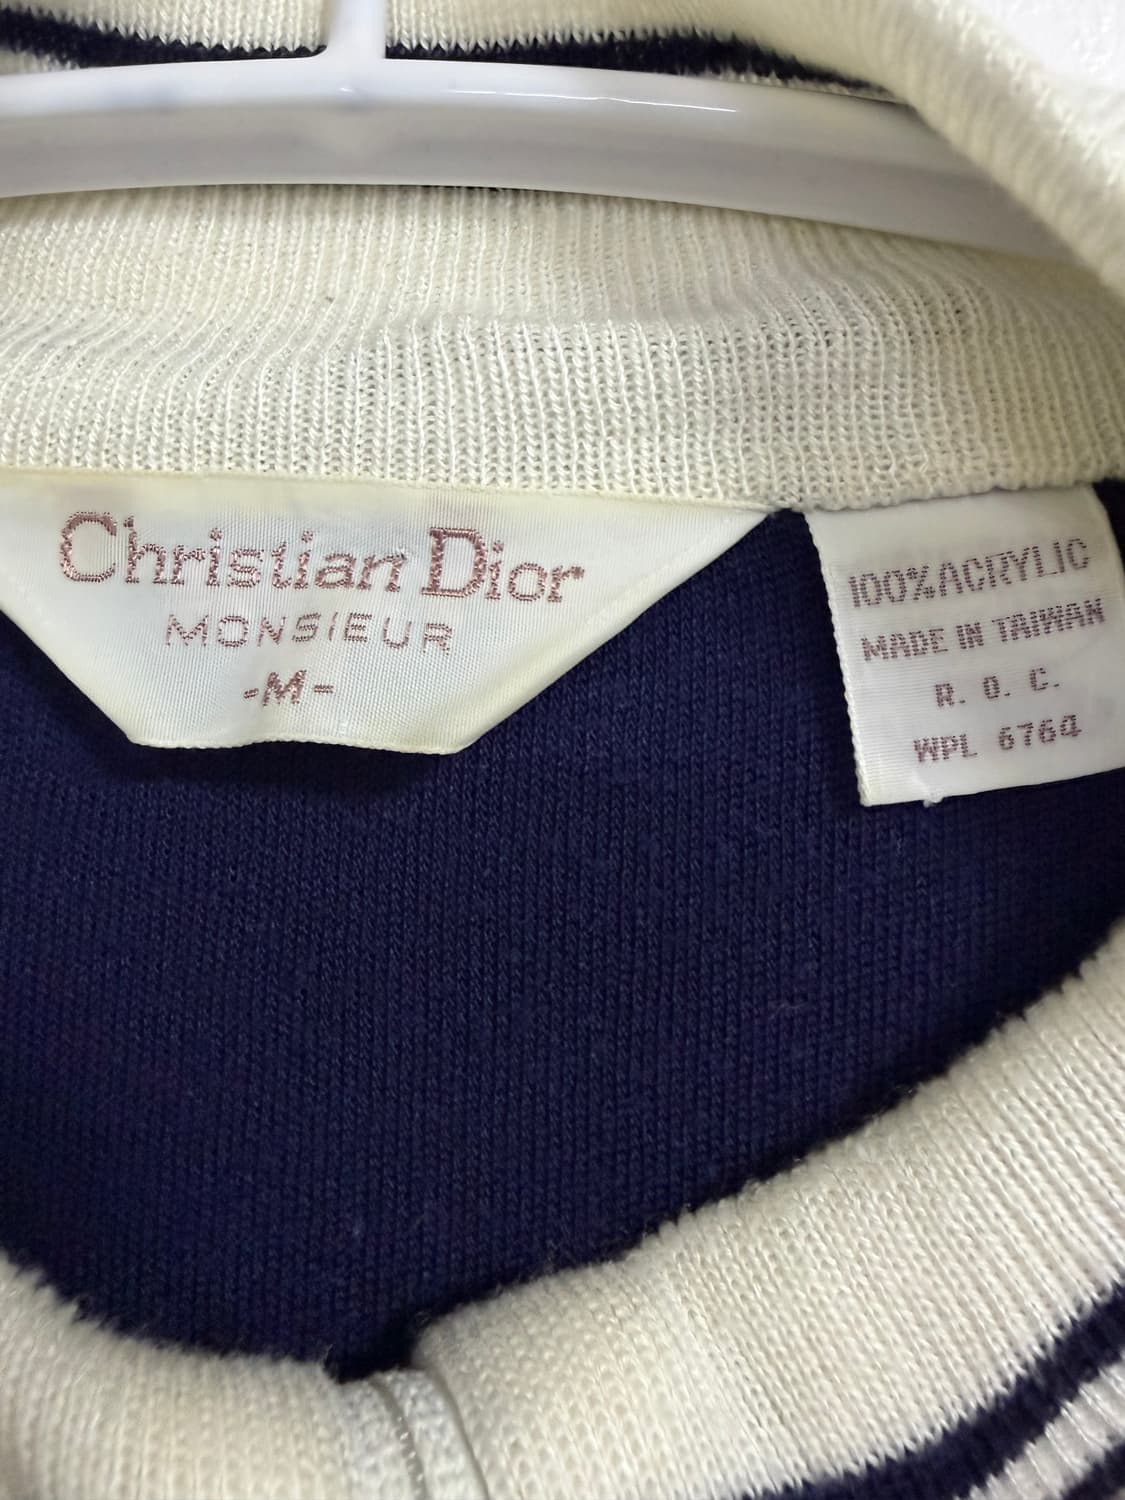 Christian Dior
MONSIEUR
-M-
100%ACRYLIC
MADE IN TAIWAN
R. O. C.
WPL 6764